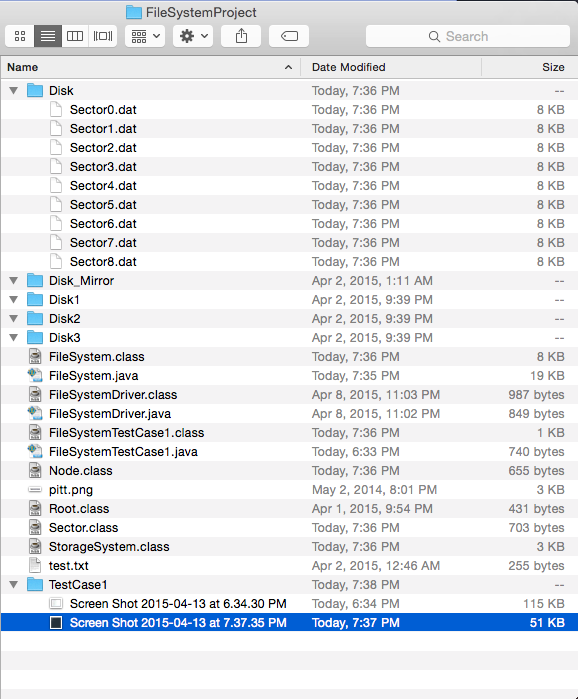 FileSystemProject
Search
Name Date Modified Size
Disk Today, 7:36 PM --
Sector0.dat Today, 7:36 PM 8 KB
Sector1.dat Today, 7:36 PM 8 KB
Sector2.dat Today, 7:36 PM 8 KB
Sector3.dat Today, 7:36 PM 8 KB
Sector4.dat Today, 7:36 PM 8 KB
Sector5.dat Today, 7:36 PM 8 KB
Sector6.dat Today, 7:36 PM 8 KB
Sector7.dat Today, 7:36 PM 8 KB
Sector8.dat Today, 7:36 PM 8 KB
Disk_Mirror Apr 2, 2015, 1:11 AM --
Disk1 Apr 2, 2015, 9:39 PM --
Disk2 Apr 2, 2015, 9:39 PM --
Disk3 Apr 2, 2015, 9:39 PM --
FileSystem.class Today, 7:36 PM 8 KB
FileSystem.java Today, 7:35 PM 19 KB
FileSystemDriver.class Apr 8, 2015, 11:03 PM 987 bytes
FileSystemDriver.java Apr 8, 2015, 11:02 PM 849 bytes
FileSystemTestCase1.class Today, 7:36 PM 1 KB
FileSystemTestCase1.java Today, 6:33 PM 740 bytes
Node.class Today, 7:36 PM 655 bytes
pitt.png May 2, 2014, 8:01 PM 3 KB
Root.class Apr 1, 2015, 9:54 PM 431 bytes
Sector.class Today, 7:36 PM 703 bytes
StorageSystem.class Today, 7:36 PM 3 KB
test.txt Apr 2, 2015, 12:46 AM 255 bytes
TestCase1 Today, 7:38 PM --
Screen Shot 2015-04-13 at 6.34.30 PM Today, 6:34 PM 115 KB
Screen Shot 2015-04-13 at 7.37.35 PM Today, 7:37 PM 51 KB